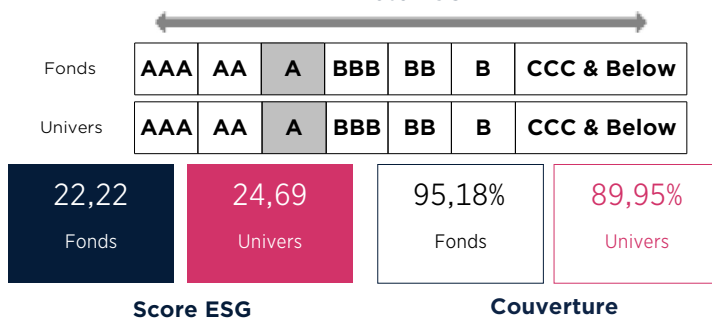 Fonds AAA AA A BBB BB B CCC & Below
Univers AAA AA A BBB BB B CCC & Below
22,22 24,69 95,18% 89,95%
Fonds Univers Fonds Univers
Score ESG Couverture